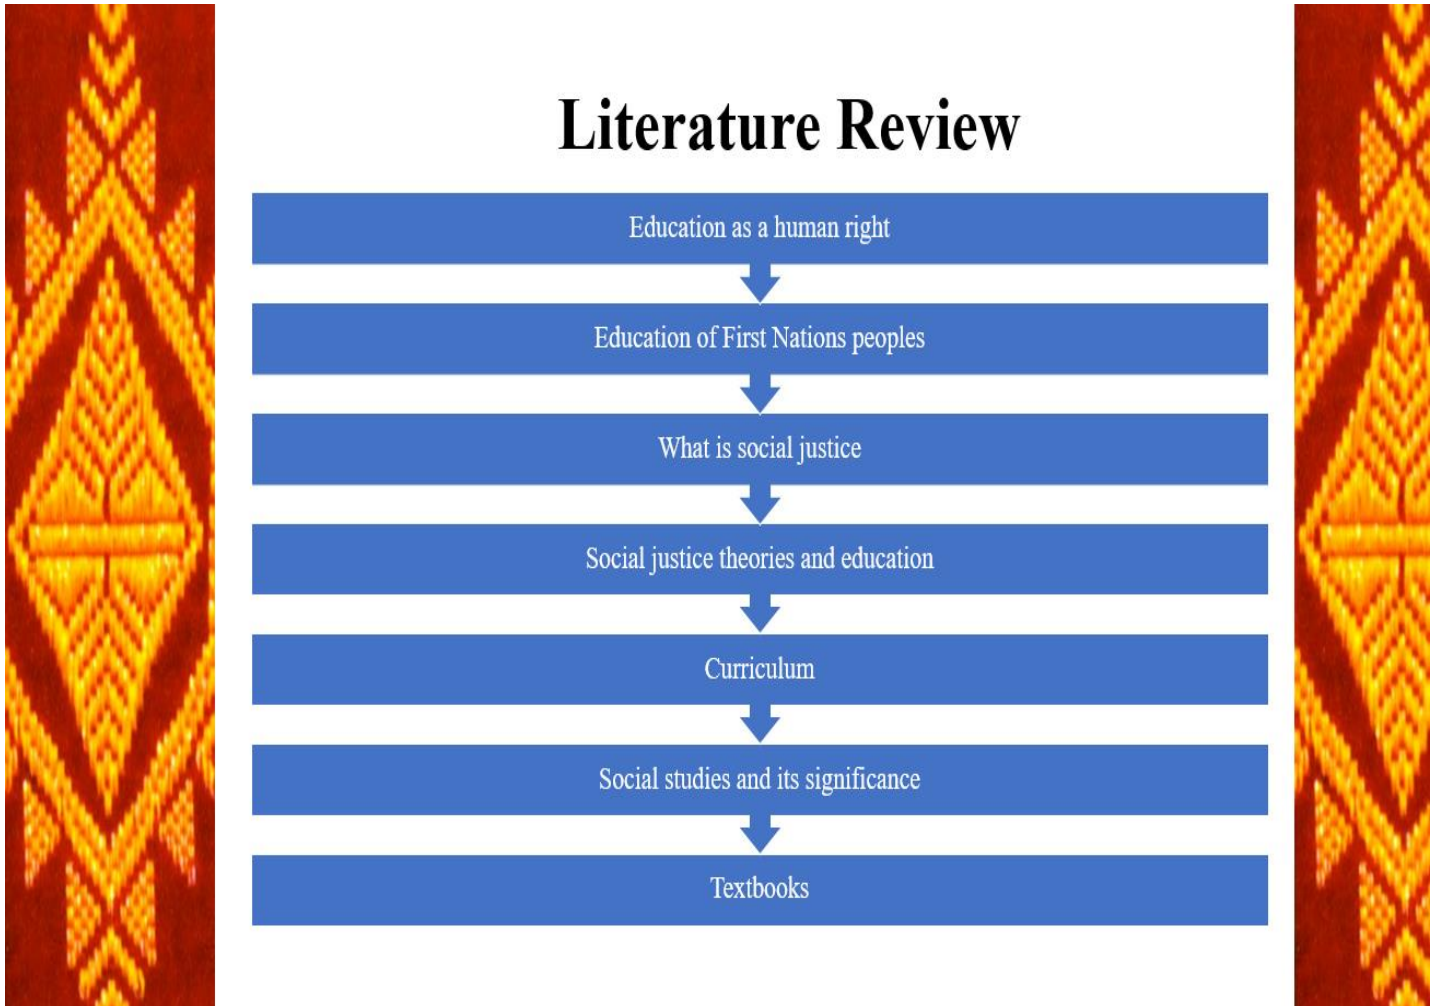 Literature Review
Education as a human right
Education of First Nations peoples
What is social justice
Social justice theories and education
Curriculum
Social studies and its significance
Textbooks